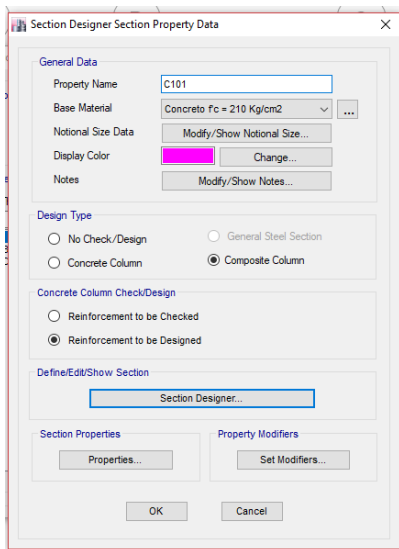 Section Designer Section Property Data
General Data
Property Name C101
Base Material Concreto f'c = 210 Kg/cm2 ...
Notional Size Data Modify/Show Notional Size...
Display Color Change...
Notes Modify/Show Notes...
Design Type
No Check/Design General Steel Section
Concrete Column Composite Column
Concrete Column Check/Design
Reinforcement to be Checked
Reinforcement to be Designed
Define/Edit/Show Section
Section Designer...
Section Properties Property Modifiers
Properties... Set Modifiers...
OK Cancel